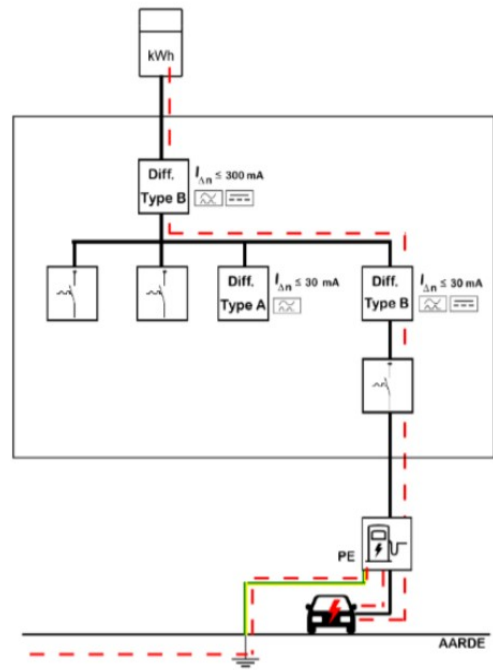 kWh
Diff.
Type B
IΔn ≤ 300 mA
Diff.
Type A
IΔn ≤ 30 mA
Diff.
Type B
IΔn ≤ 30 mA
PE
AARDE